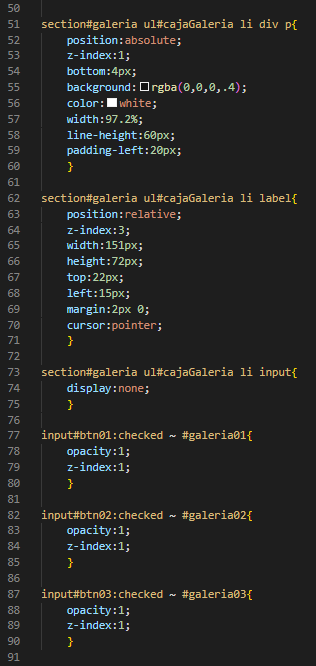 50
51 section#galeria ul#cajaGaleria li div p{
52 position:absolute;
53 z-index:1;
54 bottom:4px;
55 background:rgba(0,0,0,.4);
56 color:white;
57 width:97.2%;
58 line-height:60px;
59 padding-left:20px;
60 }
61
62 section#galeria ul#cajaGaleria li label{
63 position:relative;
64 z-index:3;
65 width:151px;
66 height:72px;
67 top:22px;
68 left:15px;
69 margin:2px 0;
70 cursor:pointer;
71 }
72
73 section#galeria ul#cajaGaleria li input{
74 display:none;
75 }
76
77 input#btn01:checked ~ #galeria01{
78 opacity:1;
79 z-index:1;
80 }
81
82 input#btn02:checked ~ #galeria02{
83 opacity:1;
84 z-index:1;
85 }
86
87 input#btn03:checked ~ #galeria03{
88 opacity:1;
89 z-index:1;
90 }
91